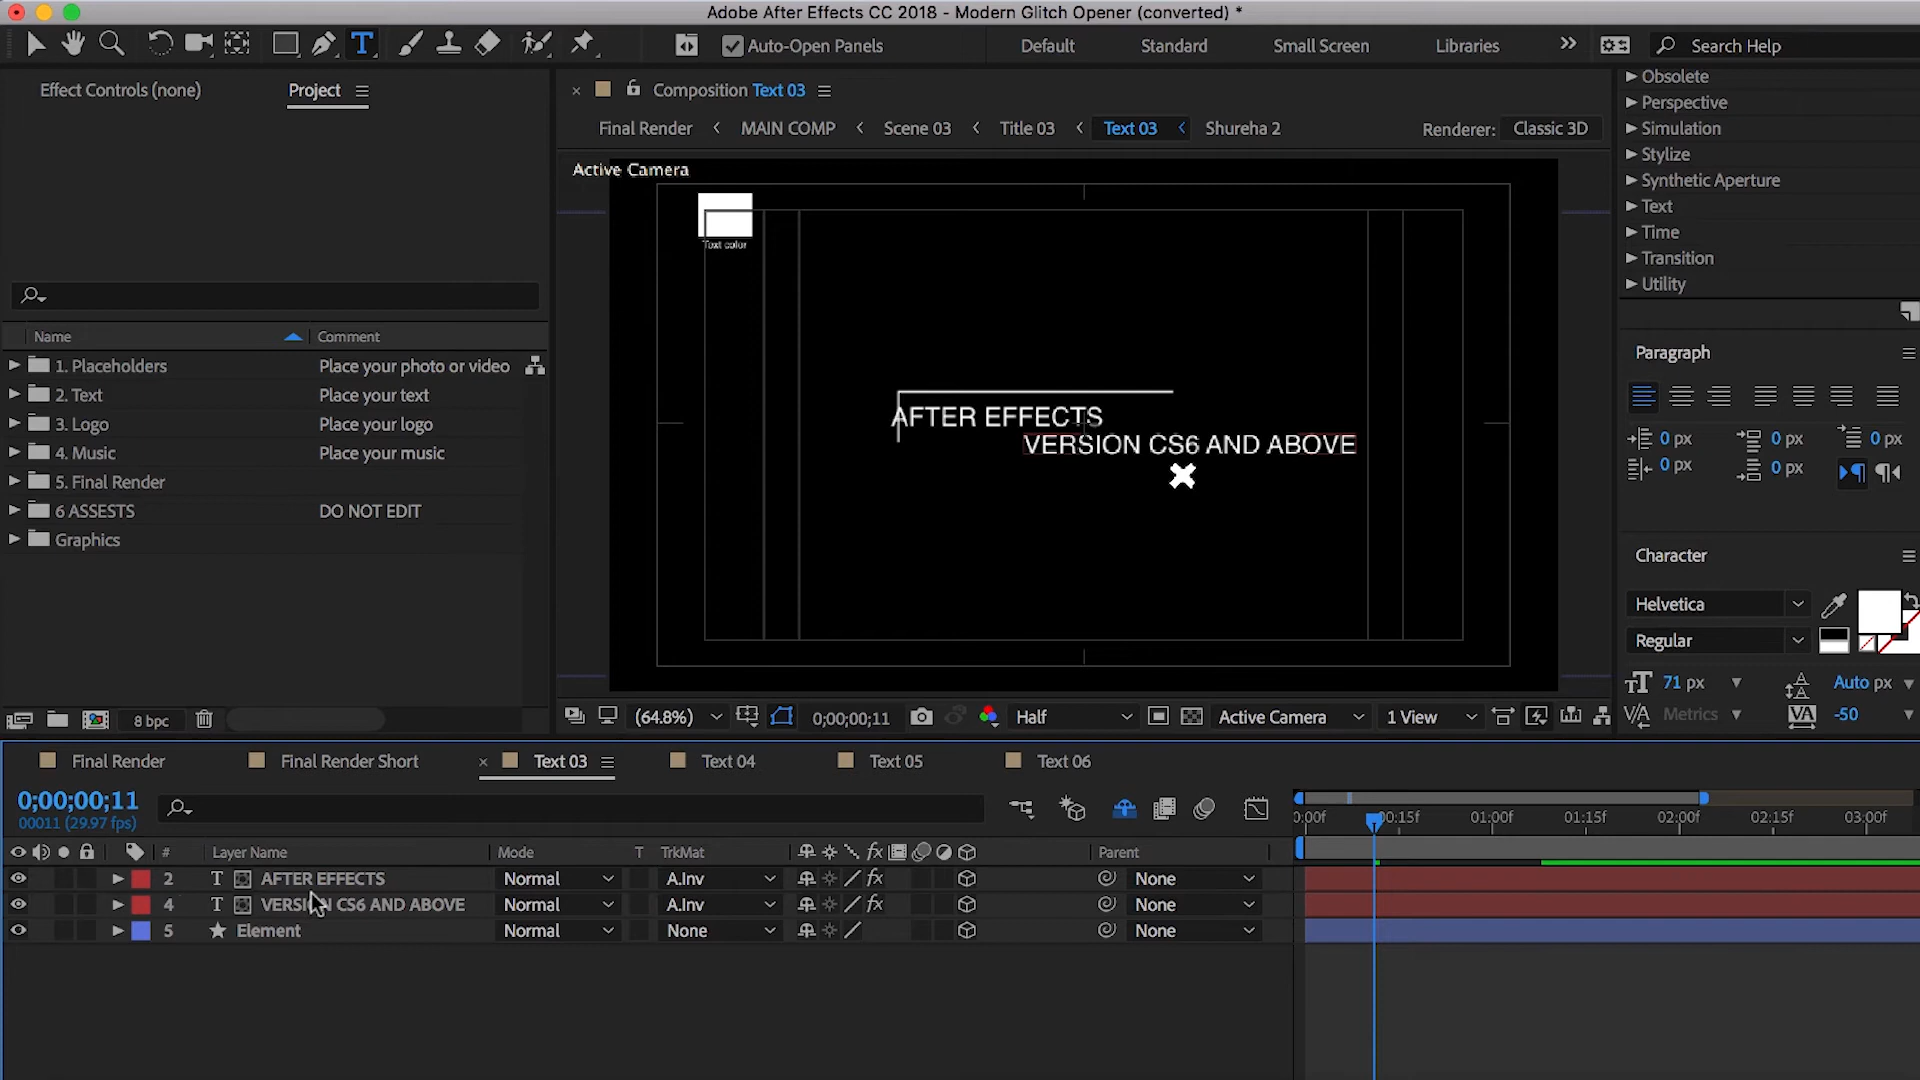 Adobe After Effects CC 2018 - Modern Glitch Opener (converted) *
T Auto-Open Panels Default Standard Small Screen Libraries >> Search Help
Effect Controls (none) Project
Composition Text 03
Final Render < MAIN COMP < Scene 03 < Title 03 < Text 03 < Shureha 2 Renderer: Classic 3D
Active Camera
Text color
AFTER EFFECTS
VERSION CS6 AND ABOVE
Name Comment
1. Placeholders Place your photo or video
2. Text Place your text
3. Logo Place your logo
4. Music Place your music
5. Final Render
6 ASSESTS DO NOT EDIT
Graphics
8 bpc
(64.8%) 0;00;00;11 Half Active Camera 1 View
Obsolete
Perspective
Simulation
Stylize
Synthetic Aperture
Text
Time
Transition
Utility
Paragraph
0 px 0 px 0 px
0 px 0 px
Character
Helvetica
Regular
71 px Auto px
Metrics -50
Final Render Final Render Short Text 03 Text 04 Text 05 Text 06
0;00;00;11
00011 (29.97 fps)
0:00f 00:15f 01:00f 01:15f 02:00f 02:15f 03:00f
# Layer Name Mode T TrkMat fx Parent
2 T AFTER EFFECTS Normal A.Inv fx None
4 T VERSION CS6 AND ABOVE Normal A.Inv fx None
5 Element Normal None None